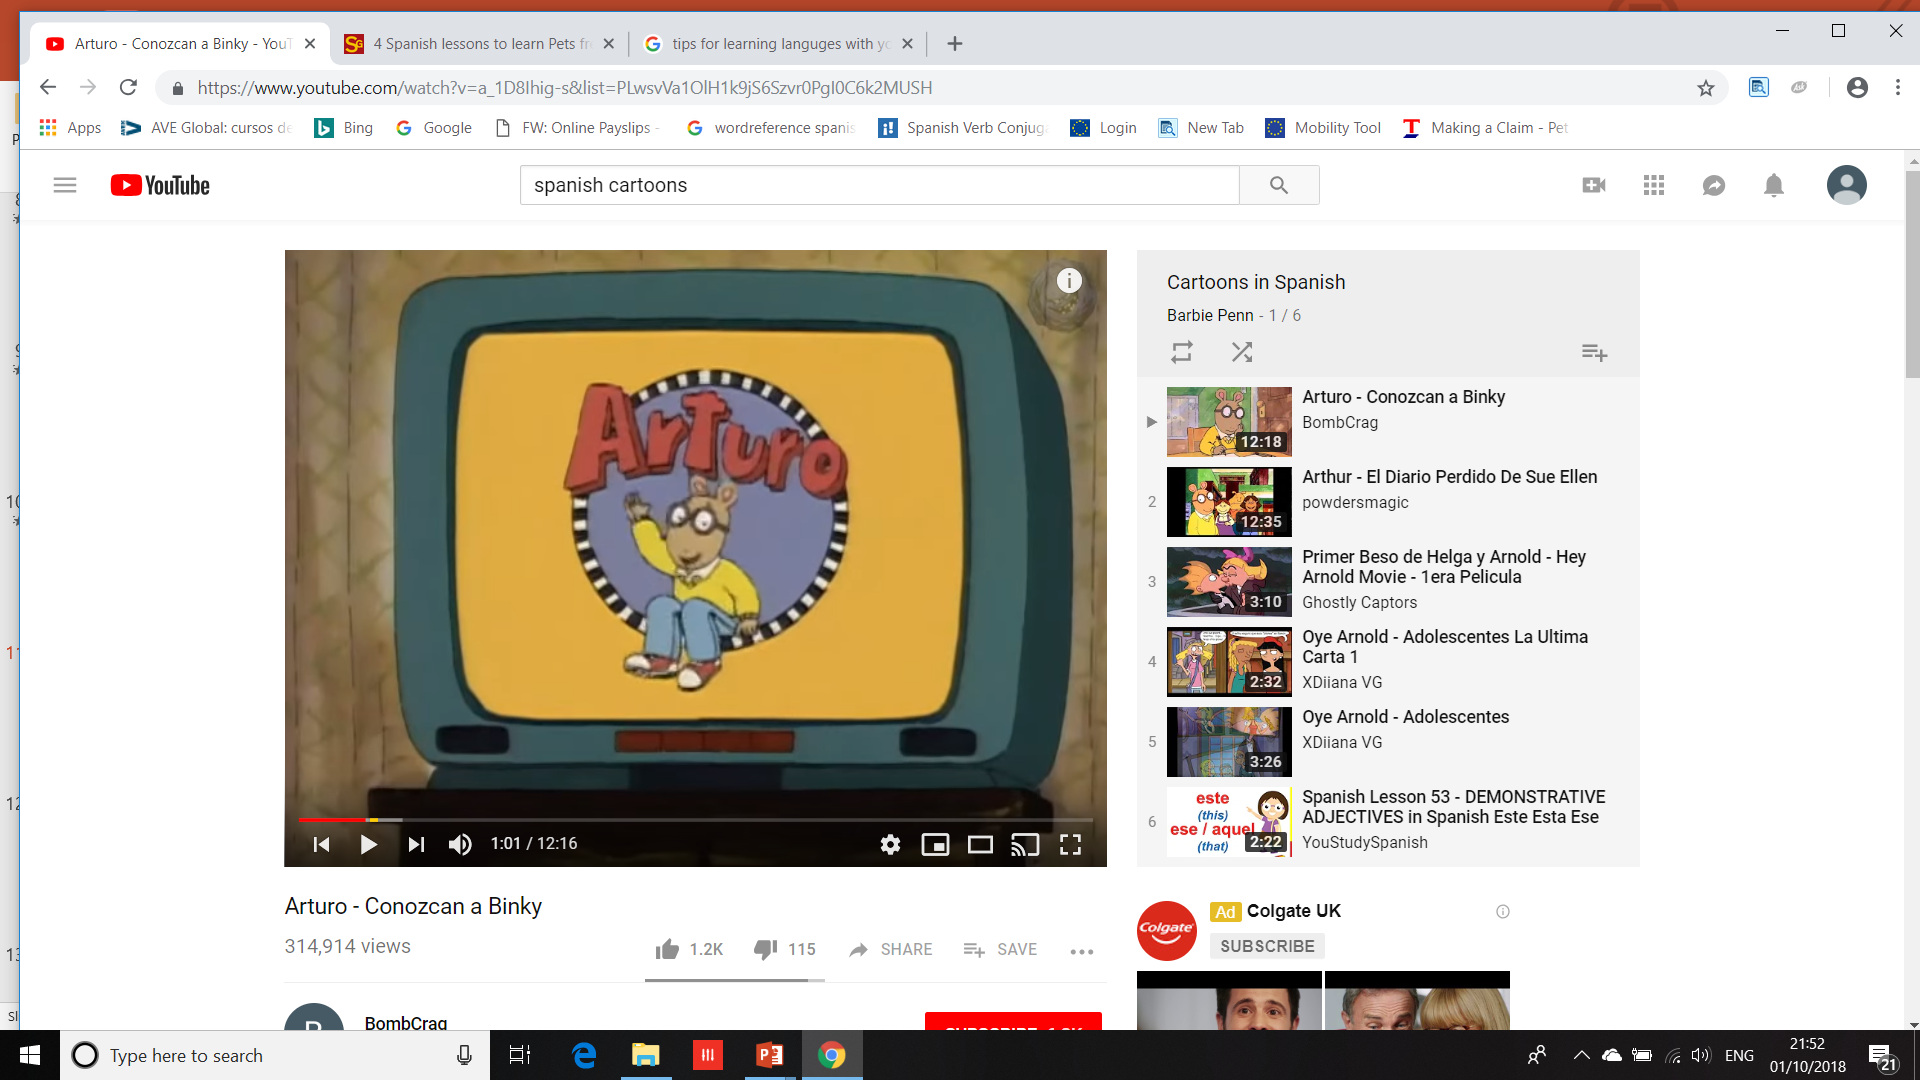 Arturo - Conozcan a Binky - YouT
4 Spanish lessons to learn Pets fr
tips for learning languges with yo
https://www.youtube.com/watch?v=a_1D8Ihig-s&list=PLwsvVa1OlH1k9jS6Szvr0PgI0C6k2MUSH
Apps
AVE Global: cursos de
Bing
Google
FW: Online Payslips -
wordreference spanis
Spanish Verb Conjug
Login
New Tab
Mobility Tool
Making a Claim - Pet
YouTube
spanish cartoons
Arturo
1:01 / 12:16
Cartoons in Spanish
Barbie Penn - 1 / 6
Arturo - Conozcan a Binky
BombCrag
12:18
2
Arthur - El Diario Perdido De Sue Ellen
powdersmagic
12:35
3
Primer Beso de Helga y Arnold - Hey
Arnold Movie - 1era Pelicula
Ghostly Captors
3:10
4
Oye Arnold - Adolescentes La Ultima
Carta 1
XDiiana VG
2:32
5
Oye Arnold - Adolescentes
XDiiana VG
3:26
6
este
(this)
ese / aquel
(that)
2:22
Spanish Lesson 53 - DEMONSTRATIVE
ADJECTIVES in Spanish Este Esta Ese
YouStudySpanish
Arturo - Conozcan a Binky
314,914 views
1.2K
115
SHARE
SAVE
BombCrag
Colgate
Ad Colgate UK
SUBSCRIBE
Type here to search
ENG
21:52
01/10/2018
21